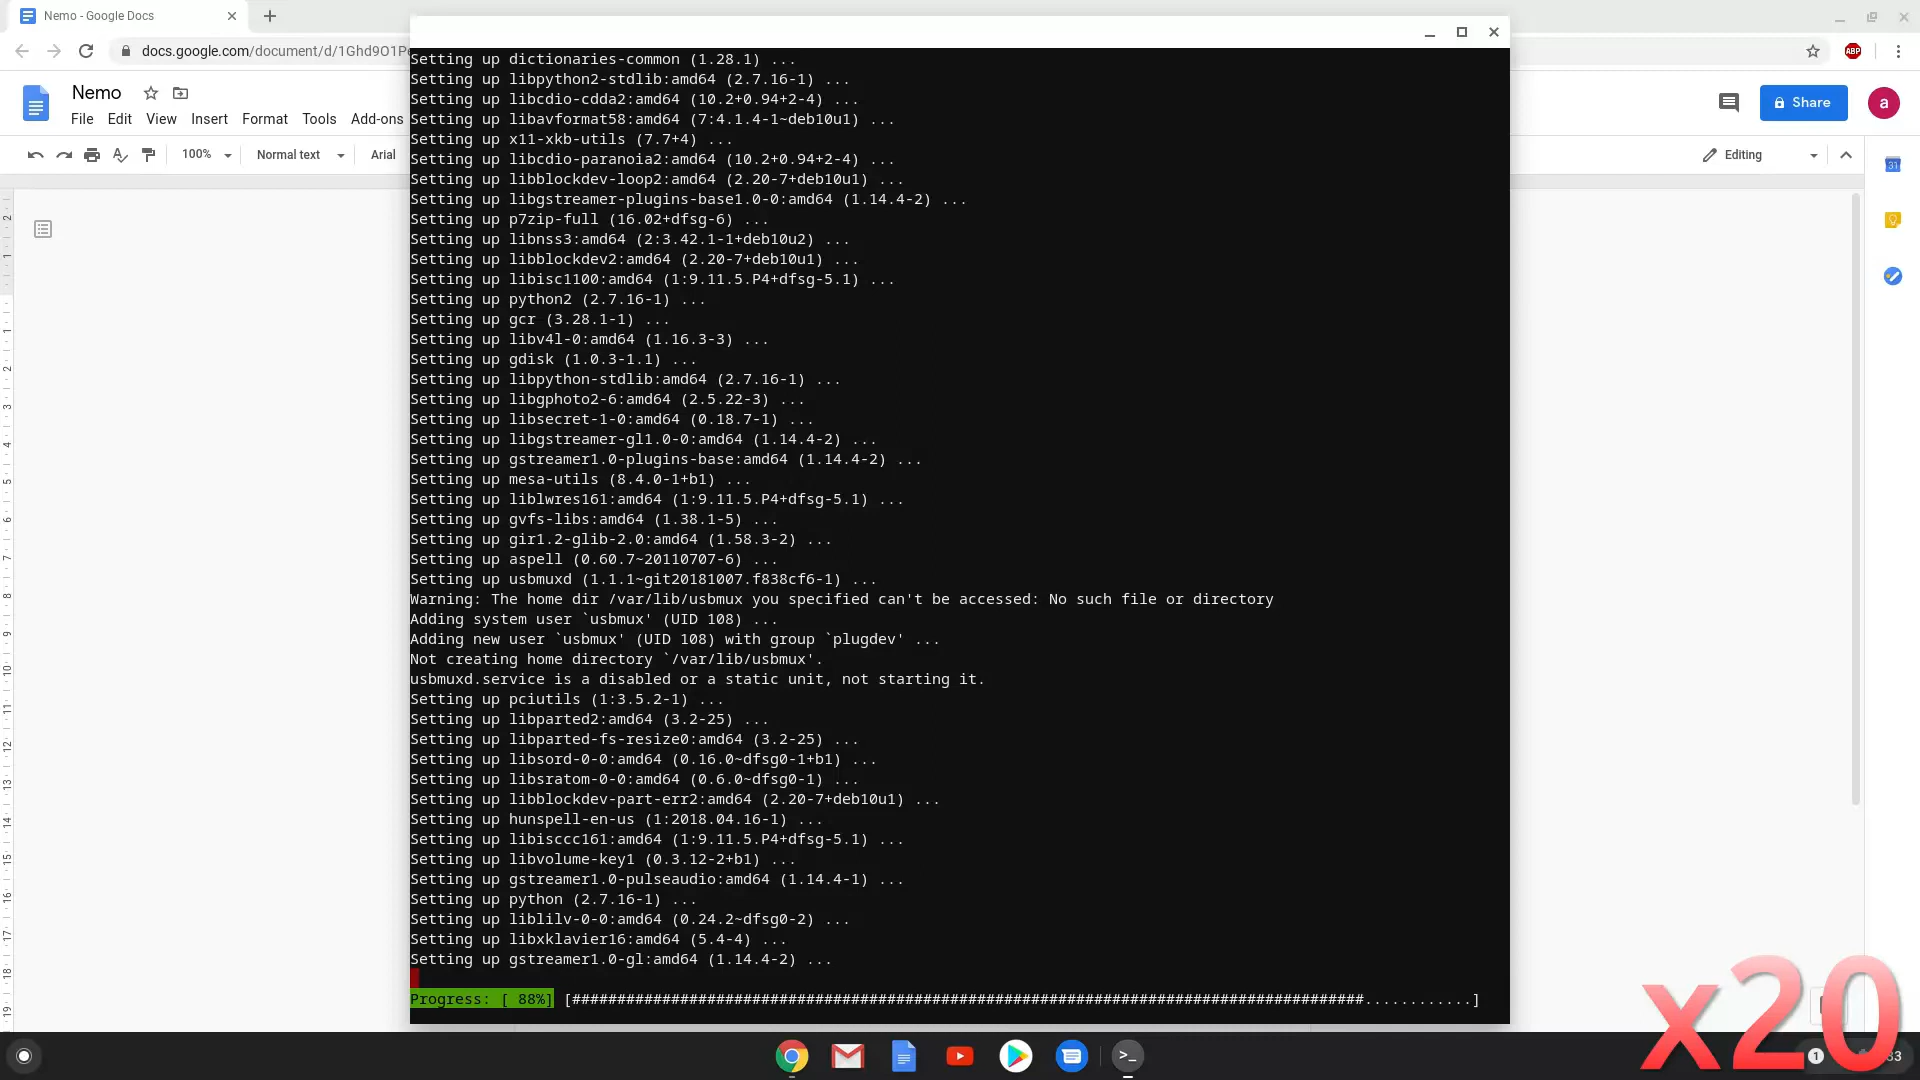 Nemo - Google Docs
docs.google.com/document/d/1Ghd9O1P
ABP
Nemo
File Edit View Insert Format Tools Add-ons
Share
a
100% Normal text Arial
Editing
31
Setting up dictionaries-common (1.28.1) ...
Setting up libpython2-stdlib:amd64 (2.7.16-1) ...
Setting up libcdio-cdda2:amd64 (10.2+0.94+2-4) ...
Setting up libavformat58:amd64 (7:4.1.4-1~deb10u1) ...
Setting up x11-xkb-utils (7.7+4) ...
Setting up libcdio-paranoia2:amd64 (10.2+0.94+2-4) ...
Setting up libblockdev-loop2:amd64 (2.20-7+deb10u1) ...
Setting up libgstreamer-plugins-base1.0-0:amd64 (1.14.4-2) ...
Setting up p7zip-full (16.02+dfsg-6) ...
Setting up libnss3:amd64 (2:3.42.1-1+deb10u2) ...
Setting up libblockdev2:amd64 (2.20-7+deb10u1) ...
Setting up libisc1100:amd64 (1:9.11.5.P4+dfsg-5.1) ...
Setting up python2 (2.7.16-1) ...
Setting up gcr (3.28.1-1) ...
Setting up libv4l-0:amd64 (1.16.3-3) ...
Setting up gdisk (1.0.3-1.1) ...
Setting up libpython-stdlib:amd64 (2.7.16-1) ...
Setting up libgphoto2-6:amd64 (2.5.22-3) ...
Setting up libsecret-1-0:amd64 (0.18.7-1) ...
Setting up libgstreamer-gl1.0-0:amd64 (1.14.4-2) ...
Setting up gstreamer1.0-plugins-base:amd64 (1.14.4-2) ...
Setting up mesa-utils (8.4.0-1+b1) ...
Setting up liblwres161:amd64 (1:9.11.5.P4+dfsg-5.1) ...
Setting up gvfs-libs:amd64 (1.38.1-5) ...
Setting up gir1.2-glib-2.0:amd64 (1.58.3-2) ...
Setting up aspell (0.60.7~20110707-6) ...
Setting up usbmuxd (1.1.1~git20181007.f838cf6-1) ...
Warning: The home dir /var/lib/usbmux you specified can't be accessed: No such file or directory
Adding system user `usbmux' (UID 108) ...
Adding new user `usbmux' (UID 108) with group `plugdev' ...
Not creating home directory `/var/lib/usbmux'.
usbmuxd.service is a disabled or a static unit, not starting it.
Setting up pciutils (1:3.5.2-1) ...
Setting up libparted2:amd64 (3.2-25) ...
Setting up libparted-fs-resize0:amd64 (3.2-25) ...
Setting up libsord-0-0:amd64 (0.16.0~dfsg0-1+b1) ...
Setting up libsratom-0-0:amd64 (0.6.0~dfsg0-1) ...
Setting up libblockdev-part-err2:amd64 (2.20-7+deb10u1) ...
Setting up hunspell-en-us (1:2018.04.16-1) ...
Setting up libisccc161:amd64 (1:9.11.5.P4+dfsg-5.1) ...
Setting up libvolume-key1 (0.3.12-2+b1) ...
Setting up gstreamer1.0-pulseaudio:amd64 (1.14.4-1) ...
Setting up python (2.7.16-1) ...
Setting up liblilv-0-0:amd64 (0.24.2~dfsg0-2) ...
Setting up libxklavier16:amd64 (5.4-4) ...
Setting up gstreamer1.0-gl:amd64 (1.14.4-2) ...
Progress: [ 88%] [########################################################################################............]
x20